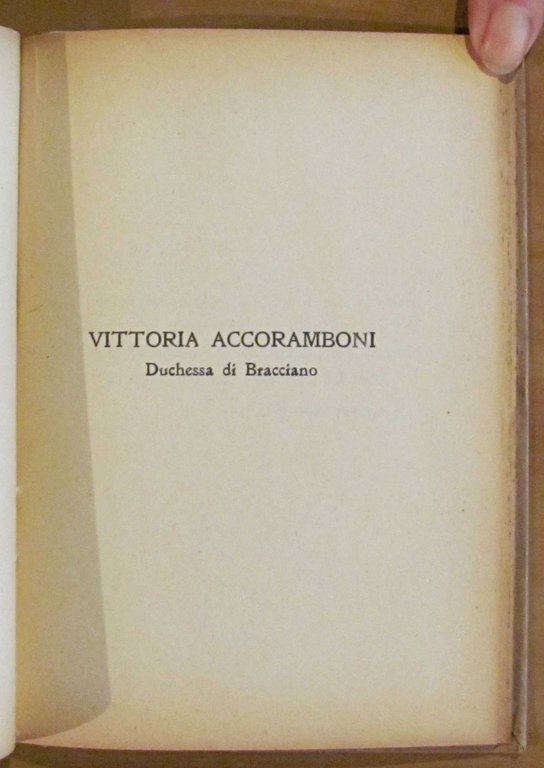 VITTORIA ACCORAMBONI
Duchessa di Bracciano